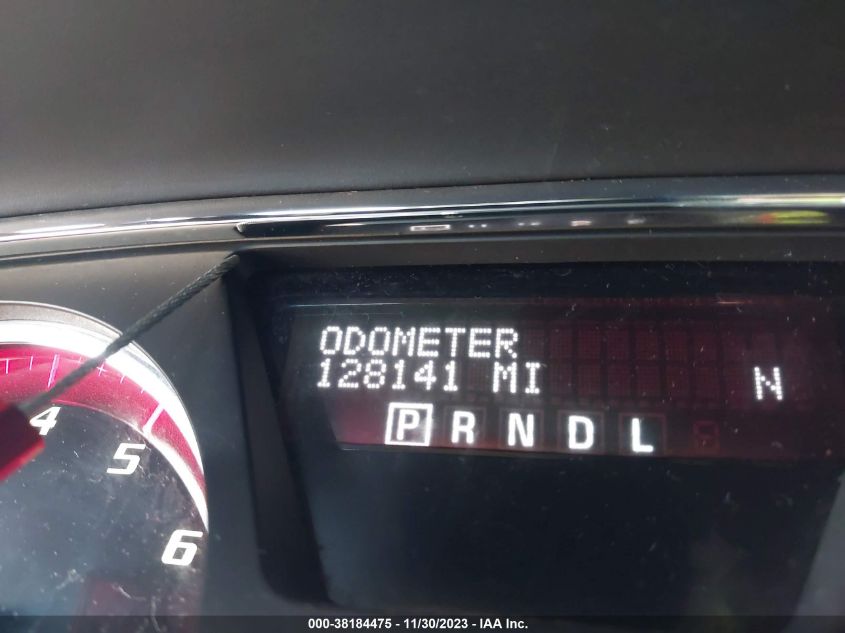 ODOMETER
128141 MI N
P R N D L
4
5
6
000-38184475 - 11/30/2023 - IAA Inc.